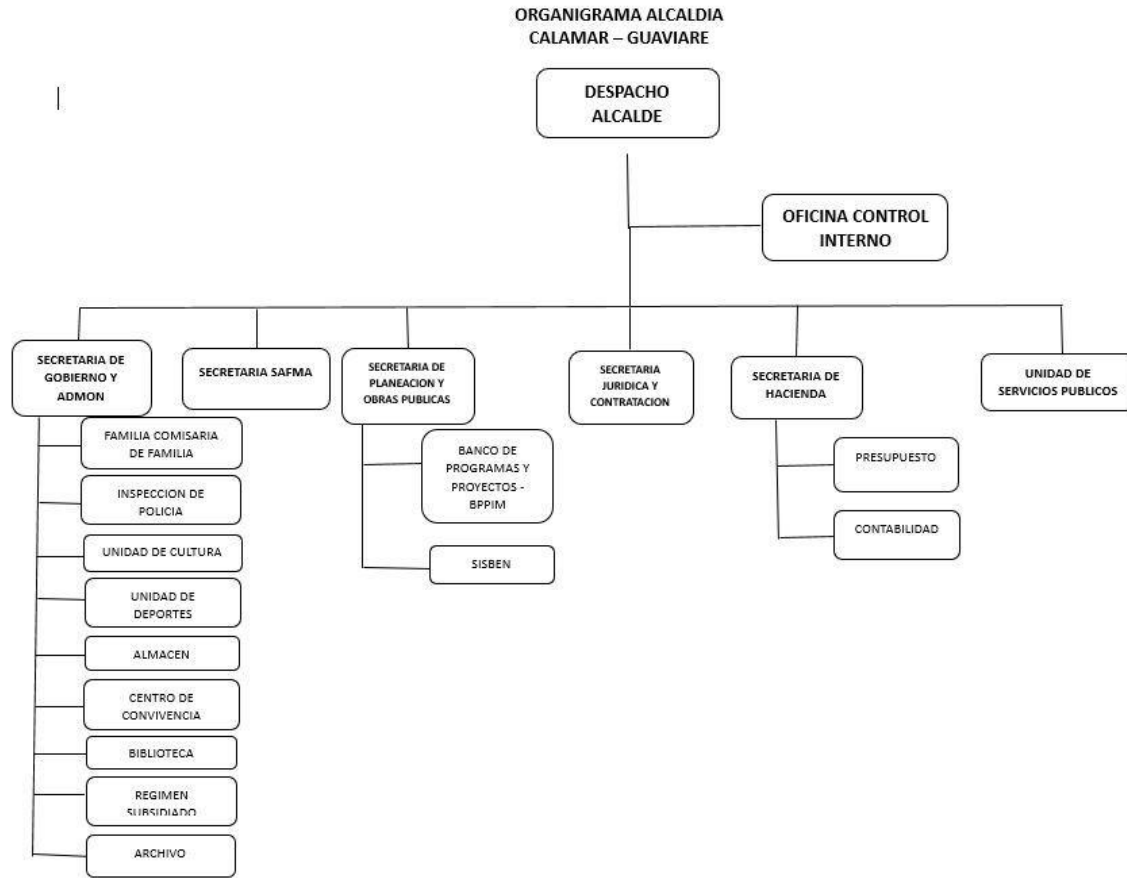 ORGANIGRAMA ALCALDIA
CALAMAR – GUAVIARE
DESPACHO
ALCALDE
OFICINA CONTROL
INTERNO
SECRETARIA DE
GOBIERNO Y
ADMON
SECRETARIA SAFMA
SECRETARIA DE
PLANEACION Y
OBRAS PUBLICAS
SECRETARIA
JURIDICA Y
CONTRATACION
SECRETARIA DE
HACIENDA
UNIDAD DE
SERVICIOS PUBLICOS
FAMILIA COMISARIA
DE FAMILIA
INSPECCION DE
POLICIA
UNIDAD DE CULTURA
UNIDAD DE
DEPORTES
ALMACEN
CENTRO DE
CONVIVENCIA
BIBLIOTECA
REGIMEN
SUBSIDIADO
ARCHIVO
BANCO DE
PROGRAMAS Y
PROYECTOS -
BPPIM
SISBEN
PRESUPUESTO
CONTABILIDAD